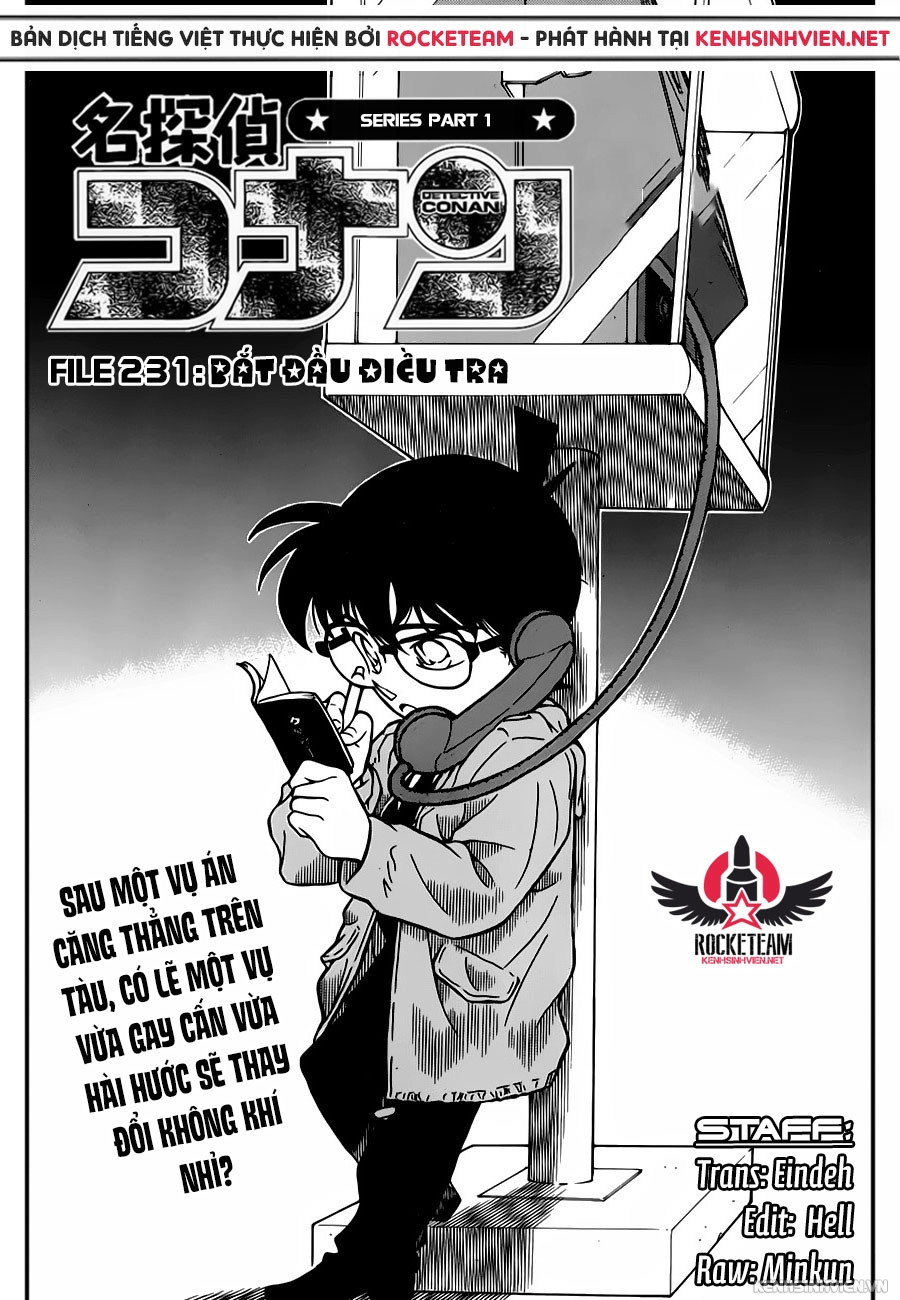 BẢN DỊCH TIẾNG VIỆT THỰC HIỆN BỞI ROCKETEAM - PHÁT HÀNH TẠI KENHSINHVIEN.NET
名探偵
SERIES PART 1
コナン
DETECTIVE
CONAN
FILE 231: BẮT ĐẦU ĐIỀU TRA
SAU MỘT VỤ ÁN
CĂNG THẲNG TRÊN
TÀU, CÓ LẼ MỘT VỤ
VỪA GAY CẤN VỪA
HÀI HƯỚC SẼ THAY
ĐỔI KHÔNG KHÍ
NHỈ?
ROCKETEAM
KENHSINHVIEN.NET
STAFF:
Trans: Eindeh
Edit: Hell
Raw: Minkun
KENHSINHVIEN.VN